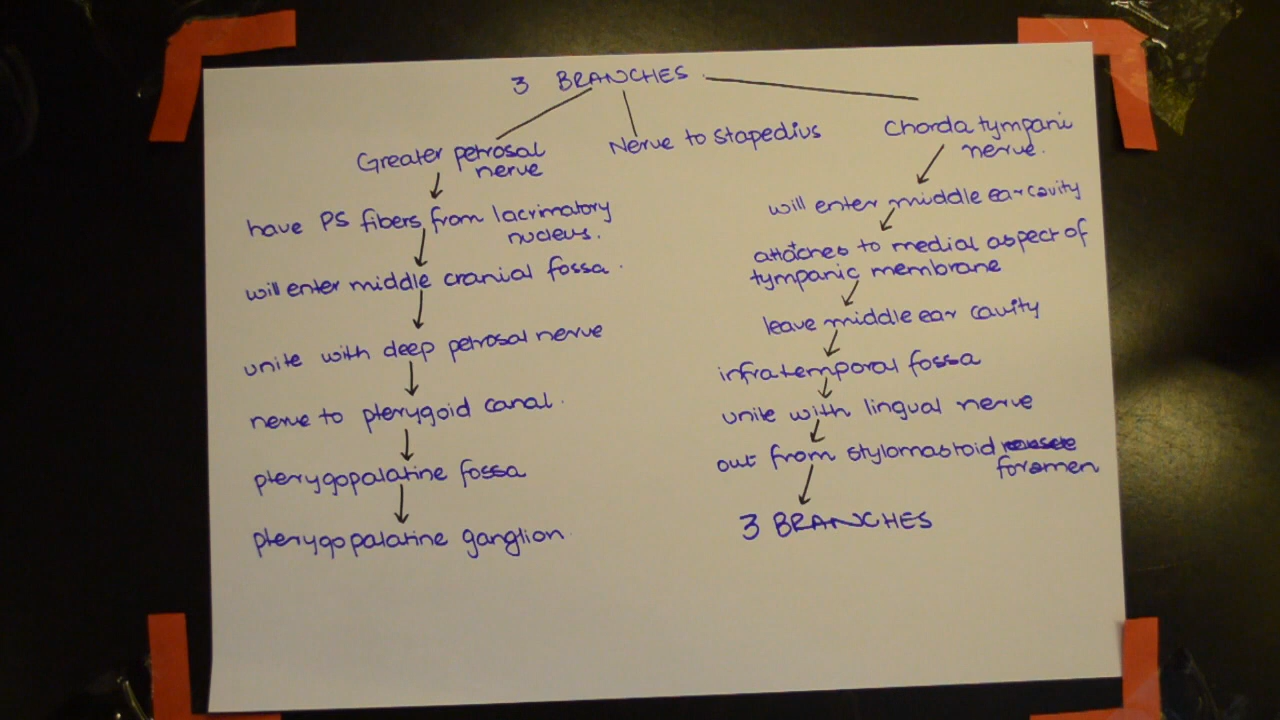 3 BRANCHES
Greater petrosal
nerve
have PS fibers from lacrimatory
nucleus.
will enter middle cranial fossa.
unite with deep petrosal nerve
nerve to pterygoid canal.
pterygopalatine fossa
pterygopalatine ganglion.
Nerve to stapedius
Chorda tympani
nerve.
will enter middle ear cavity
attaches to medial aspect of
tympanic membrane
leave middle ear cavity
infratemporal fossa
unite with lingual nerve
out from stylomastoid
foramen
3 BRANCHES